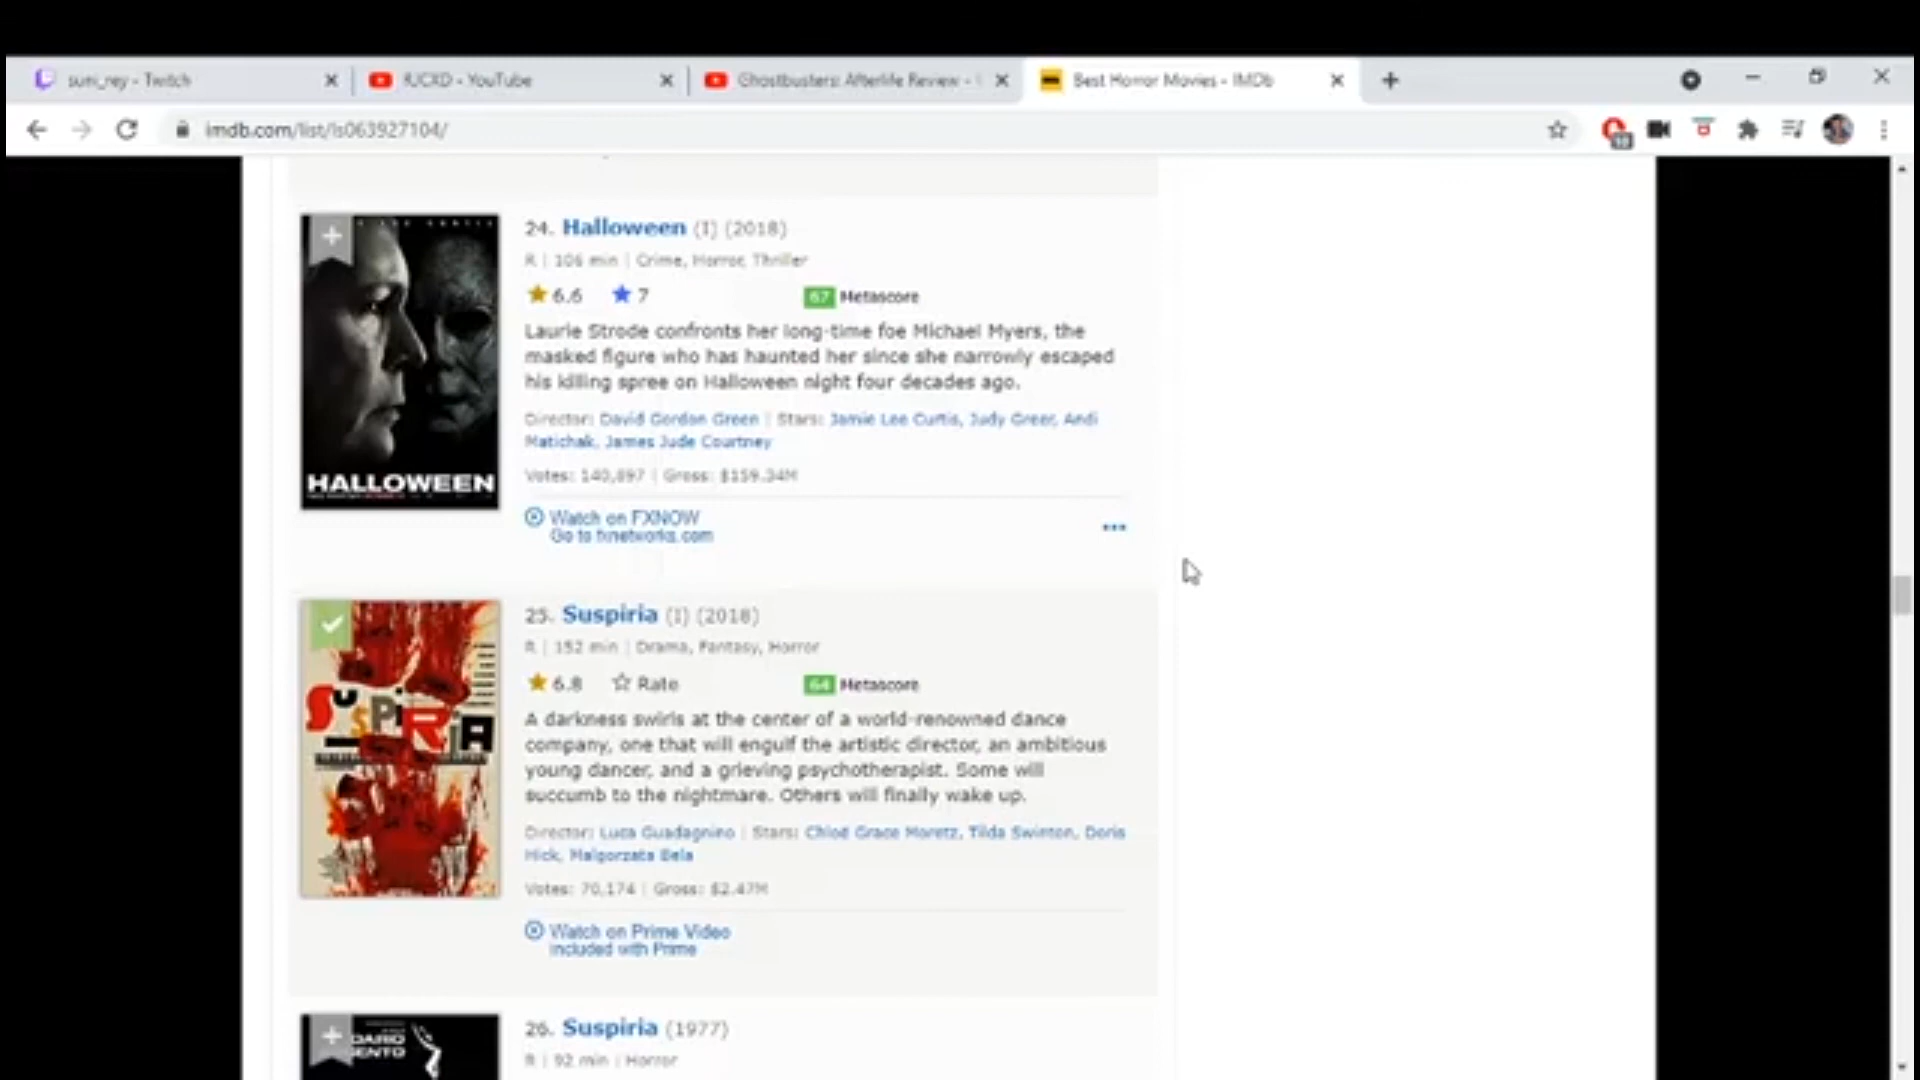 suni_rey - Twitch
fUCXD - YouTube
Ghostbusters: Afterlife Review -
Best Horror Movies - IMDb
imdb.com/list/ls063927104/
24. Halloween (I) (2018)
R | 106 min | Crime, Horror, Thriller
6.6 7 67 Metascore
Laurie Strode confronts her long-time foe Michael Myers, the
masked figure who has haunted her since she narrowly escaped
his killing spree on Halloween night four decades ago.
Director: David Gordon Green | Stars: Jamie Lee Curtis, Judy Greer, Andi
Matichak, James Jude Courtney
Votes: 140,897 | Gross: $159.34M
HALLOWEEN
Watch on FXNOW
Go to fxnetworks.com
25. Suspiria (I) (2018)
R | 152 min | Drama, Fantasy, Horror
6.8 Rate 64 Metascore
A darkness swirls at the center of a world-renowned dance
company, one that will engulf the artistic director, an ambitious
young dancer, and a grieving psychotherapist. Some will
succumb to the nightmare. Others will finally wake up.
Director: Luca Guadagnino | Stars: Chloë Grace Moretz, Tilda Swinton, Doris
Hick, Malgorzata Bela
Votes: 70,174 | Gross: $2.47M
SUSPIRIA
Watch on Prime Video
included with Prime
26. Suspiria (1977)
R | 92 min | Horror
DARIO